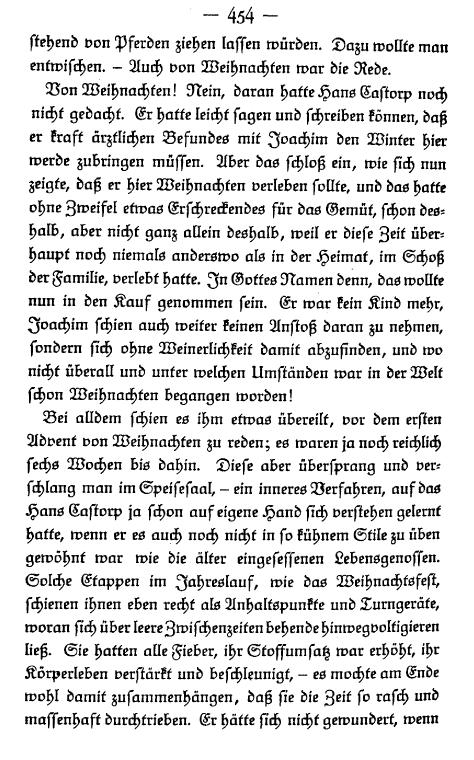 — 454 —
stehend von Pferden ziehen lassen würden. Dazu wollte man
entwischen. – Auch von Weihnachten war die Rede.
Von Weihnachten! Nein, daran hatte Hans Castorp noch
nicht gedacht. Er hatte leicht sagen und schreiben können, daß
er kraft ärztlichen Befundes mit Joachim den Winter hier
werde zubringen müssen. Aber das schloß ein, wie sich nun
zeigte, daß er hier Weihnachten verleben sollte, und das hatte
ohne Zweifel etwas Erschreckendes für das Gemüt, schon des-
halb, aber nicht ganz allein deshalb, weil er diese Zeit über-
haupt noch niemals anderswo als in der Heimat, im Schoß
der Familie, verlebt hatte. In Gottes Namen denn, das wollte
nun in den Kauf genommen sein. Er war kein Kind mehr,
Joachim schien auch weiter keinen Anstoß daran zu nehmen,
sondern sich ohne Weinerlichkeit damit abzufinden, und wo
nicht überall und unter welchen Umständen war in der Welt
schon Weihnachten begangen worden!
Bei alldem schien es ihm etwas übereilt, vor dem ersten
Advent von Weihnachten zu reden; es waren ja noch reichlich
sechs Wochen bis dahin. Diese aber übersprang und ver-
schlang man im Speisesaal, – ein inneres Verfahren, auf das
Hans Castorp ja schon auf eigene Hand sich verstehen gelernt
hatte, wenn er es auch noch nicht in so kühnem Stile zu üben
gewöhnt war wie die älter eingesessenen Lebensgenossen.
Solche Etappen im Jahreslauf, wie das Weihnachtsfest,
schienen ihnen eben recht als Anhaltspunkte und Turngeräte,
woran sich über leere Zwischenzeiten behende hinwegvoltigieren
ließ. Sie hatten alle Fieber, ihr Stoffumsatz war erhöht, ihr
Körperleben verstärkt und beschleunigt, – es mochte am Ende
wohl damit zusammenhängen, daß sie die Zeit so rasch und
massenhaft durchtrieben. Er hätte sich nicht gewundert, wenn